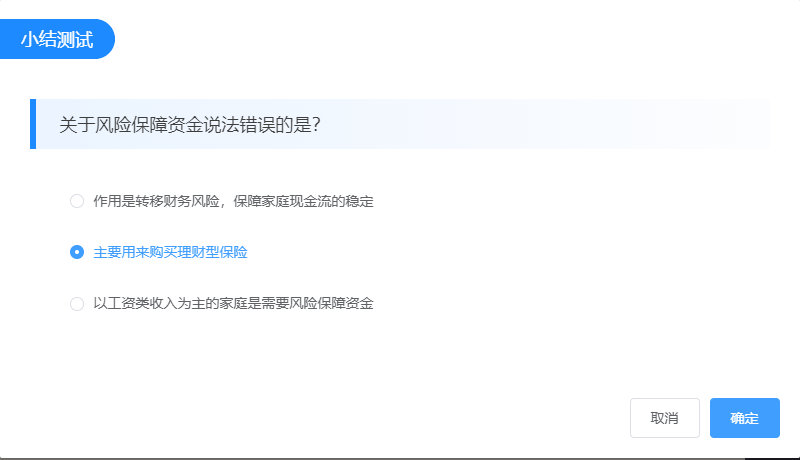 小结测试
关于风险保障资金说法错误的是？
作用是转移财务风险，保障家庭现金流的稳定
主要用来购买理财型保险
以工资类收入为主的家庭是需要风险保障资金
取消
确定